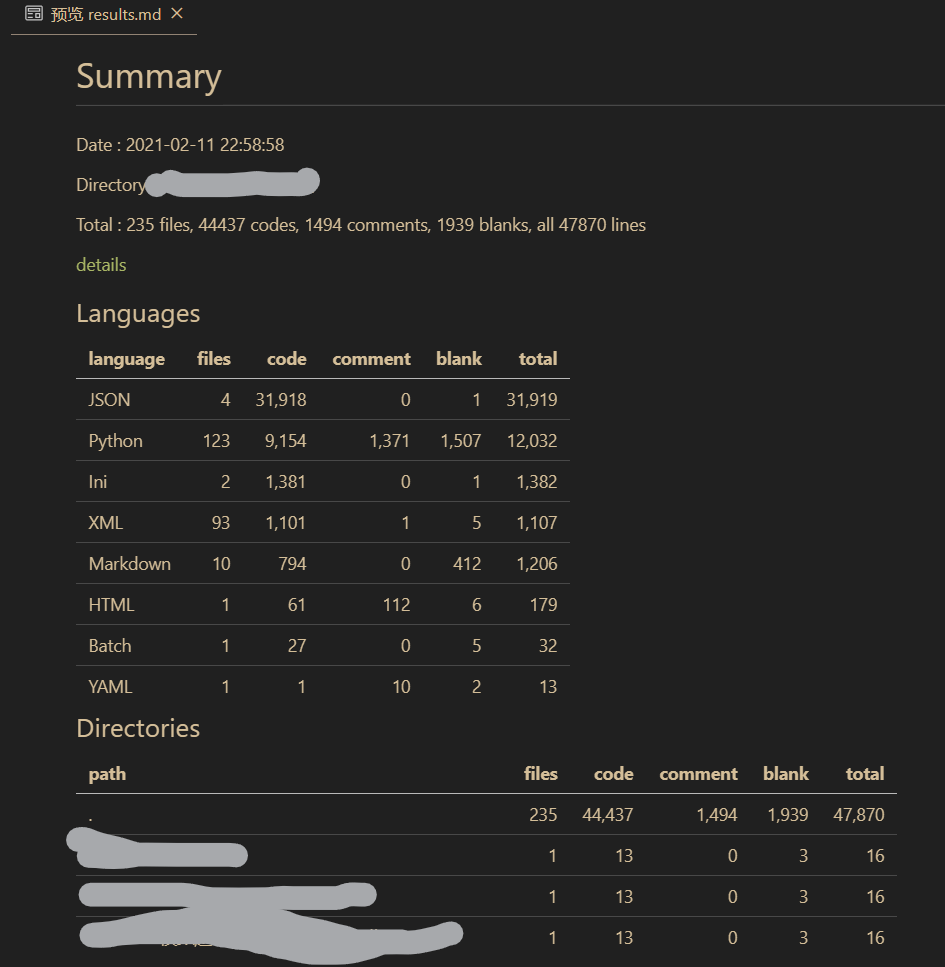 预览 results.md
Summary
Date : 2021-02-11 22:58:58
Directory
Total : 235 files, 44437 codes, 1494 comments, 1939 blanks, all 47870 lines
details
Languages
language files code comment blank total
JSON 4 31,918 0 1 31,919
Python 123 9,154 1,371 1,507 12,032
Ini 2 1,381 0 1 1,382
XML 93 1,101 1 5 1,107
Markdown 10 794 0 412 1,206
HTML 1 61 112 6 179
Batch 1 27 0 5 32
YAML 1 1 10 2 13
Directories
path files code comment blank total
. 235 44,437 1,494 1,939 47,870
1 13 0 3 16
1 13 0 3 16
1 13 0 3 16